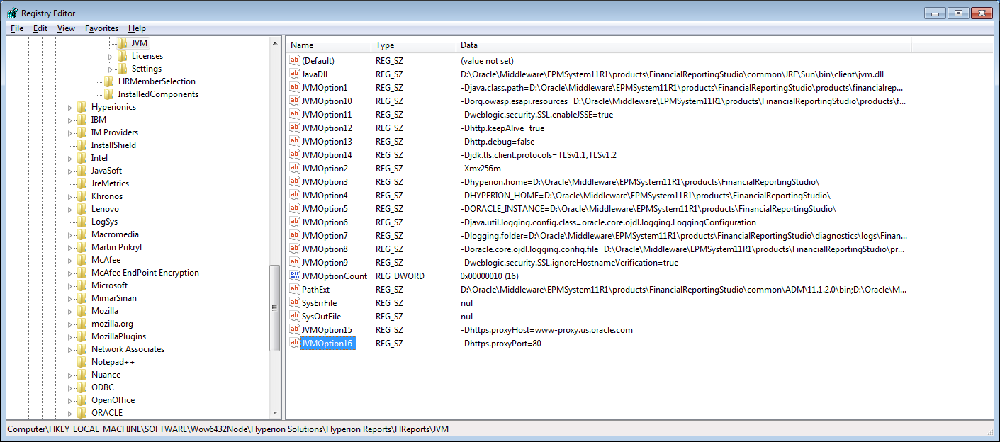 Registry Editor
File Edit View Favorites Help
JVM
Licenses
Settings
HRMemberSelection
InstalledComponents
Hyperionics
IBM
IM Providers
InstallShield
Intel
JavaSoft
JreMetrics
Khronos
Lenovo
LogSys
Macromedia
Martin Prikryl
McAfee
McAfee EndPoint Encryption
Microsoft
MimarSinan
Mozilla
mozilla.org
MozillaPlugins
Network Associates
Notepad++
Nuance
ODBC
OpenOffice
ORACLE
Name Type Data
(Default) REG_SZ (value not set)
JavaDll REG_SZ D:\Oracle\Middleware\EPMSystem11R1\products\FinancialReportingStudio\common\JRE\Sun\bin\client\jvm.dll
JVMOption1 REG_SZ -Djava.class.path=D:\Oracle\Middleware\EPMSystem11R1\products\FinancialReportingStudio\products\financialrep...
JVMOption10 REG_SZ -Dorg.owasp.esapi.resources=D:\Oracle\Middleware\EPMSystem11R1\products\FinancialReportingStudio\products\f...
JVMOption11 REG_SZ -Dweblogic.security.SSL.enableJSSE=true
JVMOption12 REG_SZ -Dhttp.keepAlive=true
JVMOption13 REG_SZ -Dhttp.debug=false
JVMOption14 REG_SZ -Djdk.tls.client.protocols=TLSv1.1,TLSv1.2
JVMOption2 REG_SZ -Xmx256m
JVMOption3 REG_SZ -Dhyperion.home=D:\Oracle\Middleware\EPMSystem11R1\products\FinancialReportingStudio\
JVMOption4 REG_SZ -DHYPERION_HOME=D:\Oracle\Middleware\EPMSystem11R1\products\FinancialReportingStudio\
JVMOption5 REG_SZ -DORACLE_INSTANCE=D:\Oracle\Middleware\EPMSystem11R1\products\FinancialReportingStudio\
JVMOption6 REG_SZ -Djava.util.logging.config.class=oracle.core.ojdl.logging.LoggingConfiguration
JVMOption7 REG_SZ -Dlogging.folder=D:\Oracle\Middleware\EPMSystem11R1\products\FinancialReportingStudio\diagnostics\logs\Finan...
JVMOption8 REG_SZ -Doracle.core.ojdl.logging.config.file=D:\Oracle\Middleware\EPMSystem11R1\products\FinancialReportingStudio\pr...
JVMOption9 REG_SZ -Dweblogic.security.SSL.ignoreHostnameVerification=true
JVMOptionCount REG_DWORD 0x00000010 (16)
PathExt REG_SZ D:\Oracle\Middleware\EPMSystem11R1\products\FinancialReportingStudio\common\ADM\11.1.2.0\bin;D:\Oracle\M...
SysErrFile REG_SZ nul
SysOutFile REG_SZ nul
JVMOption15 REG_SZ -Dhttps.proxyHost=www-proxy.us.oracle.com
JVMOption16 REG_SZ -Dhttps.proxyPort=80
Computer\HKEY_LOCAL_MACHINE\SOFTWARE\Wow6432Node\Hyperion Solutions\Hyperion Reports\HReports\JVM